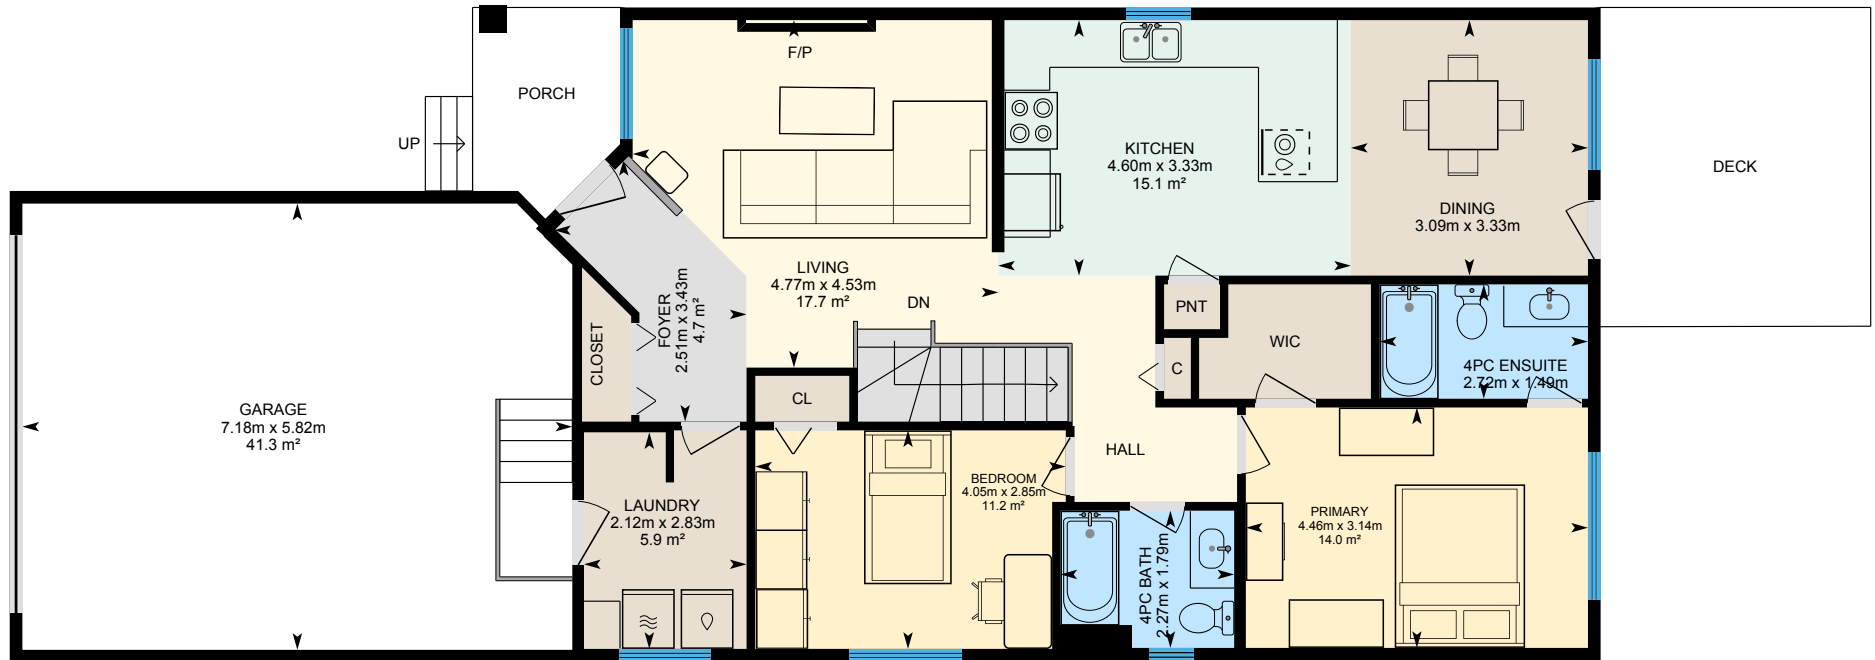 F/P
PORCH
UP
KITCHEN
4.60m x 3.33m
15.1 m²
DECK
DINING
3.09m x 3.33m
LIVING
4.77m x 4.53m
17.7 m²
DN
FOYER
2.51m x 3.43m
4.7 m²
PNT
CLOSET
WIC
C
4PC ENSUITE
2.72m x 1.49m
CL
GARAGE
7.18m x 5.82m
41.3 m²
HALL
BEDROOM
4.05m x 2.85m
11.2 m²
LAUNDRY
2.12m x 2.83m
5.9 m²
PRIMARY
4.46m x 3.14m
14.0 m²
4PC BATH
2.27m x 1.79m